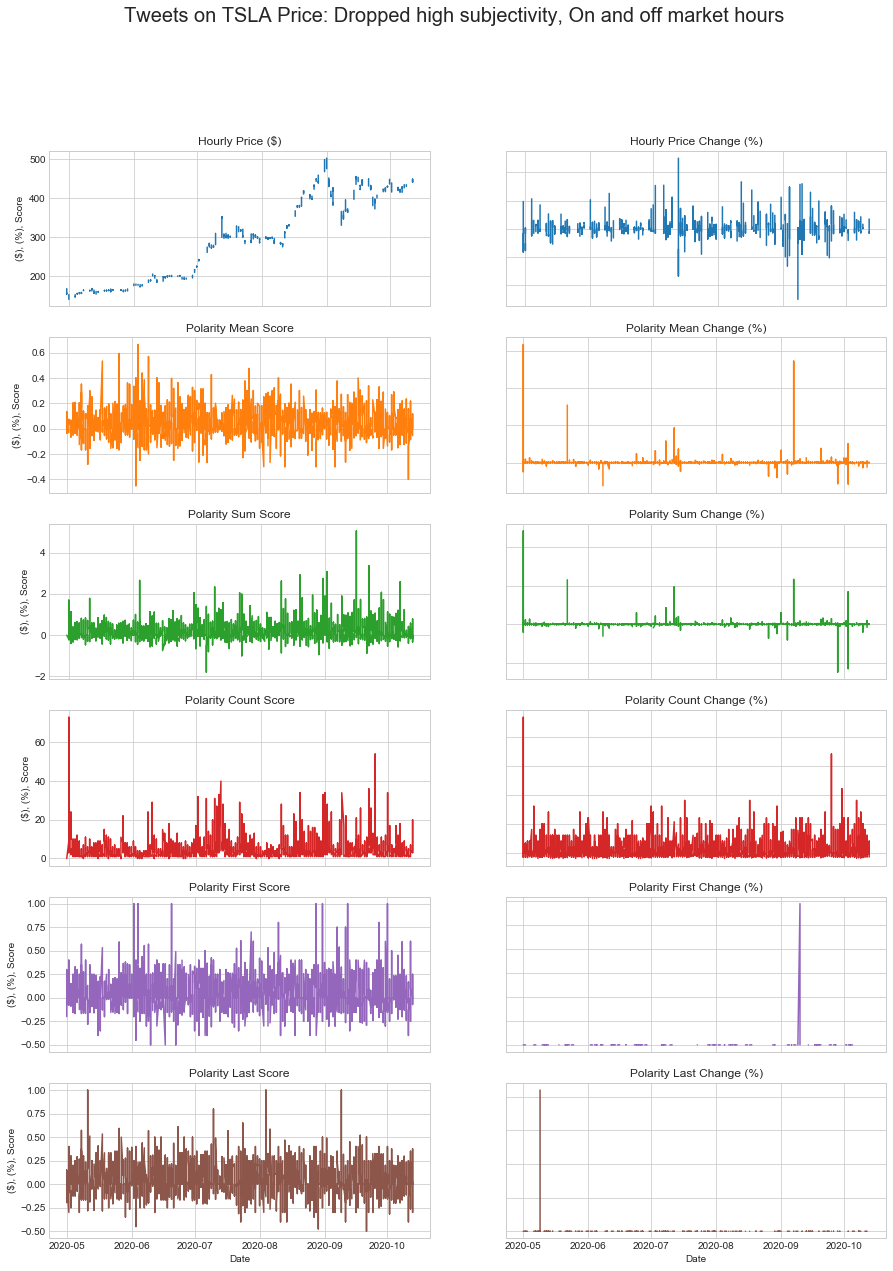 Tweets on TSLA Price: Dropped high subjectivity, On and off market hours
Hourly Price ($)
Hourly Price Change (%)
500
400
300
200
($), (%), Score
Polarity Mean Score
Polarity Mean Change (%)
0.6
0.4
0.2
0.0
−0.2
−0.4
($), (%), Score
Polarity Sum Score
Polarity Sum Change (%)
4
2
0
−2
($), (%), Score
Polarity Count Score
Polarity Count Change (%)
60
40
20
0
($), (%), Score
Polarity First Score
Polarity First Change (%)
1.00
0.75
0.50
0.25
0.00
−0.25
−0.50
($), (%), Score
Polarity Last Score
Polarity Last Change (%)
1.00
0.75
0.50
0.25
0.00
−0.25
−0.50
($), (%), Score
2020-05 2020-06 2020-07 2020-08 2020-09 2020-10
Date
2020-05 2020-06 2020-07 2020-08 2020-09 2020-10
Date